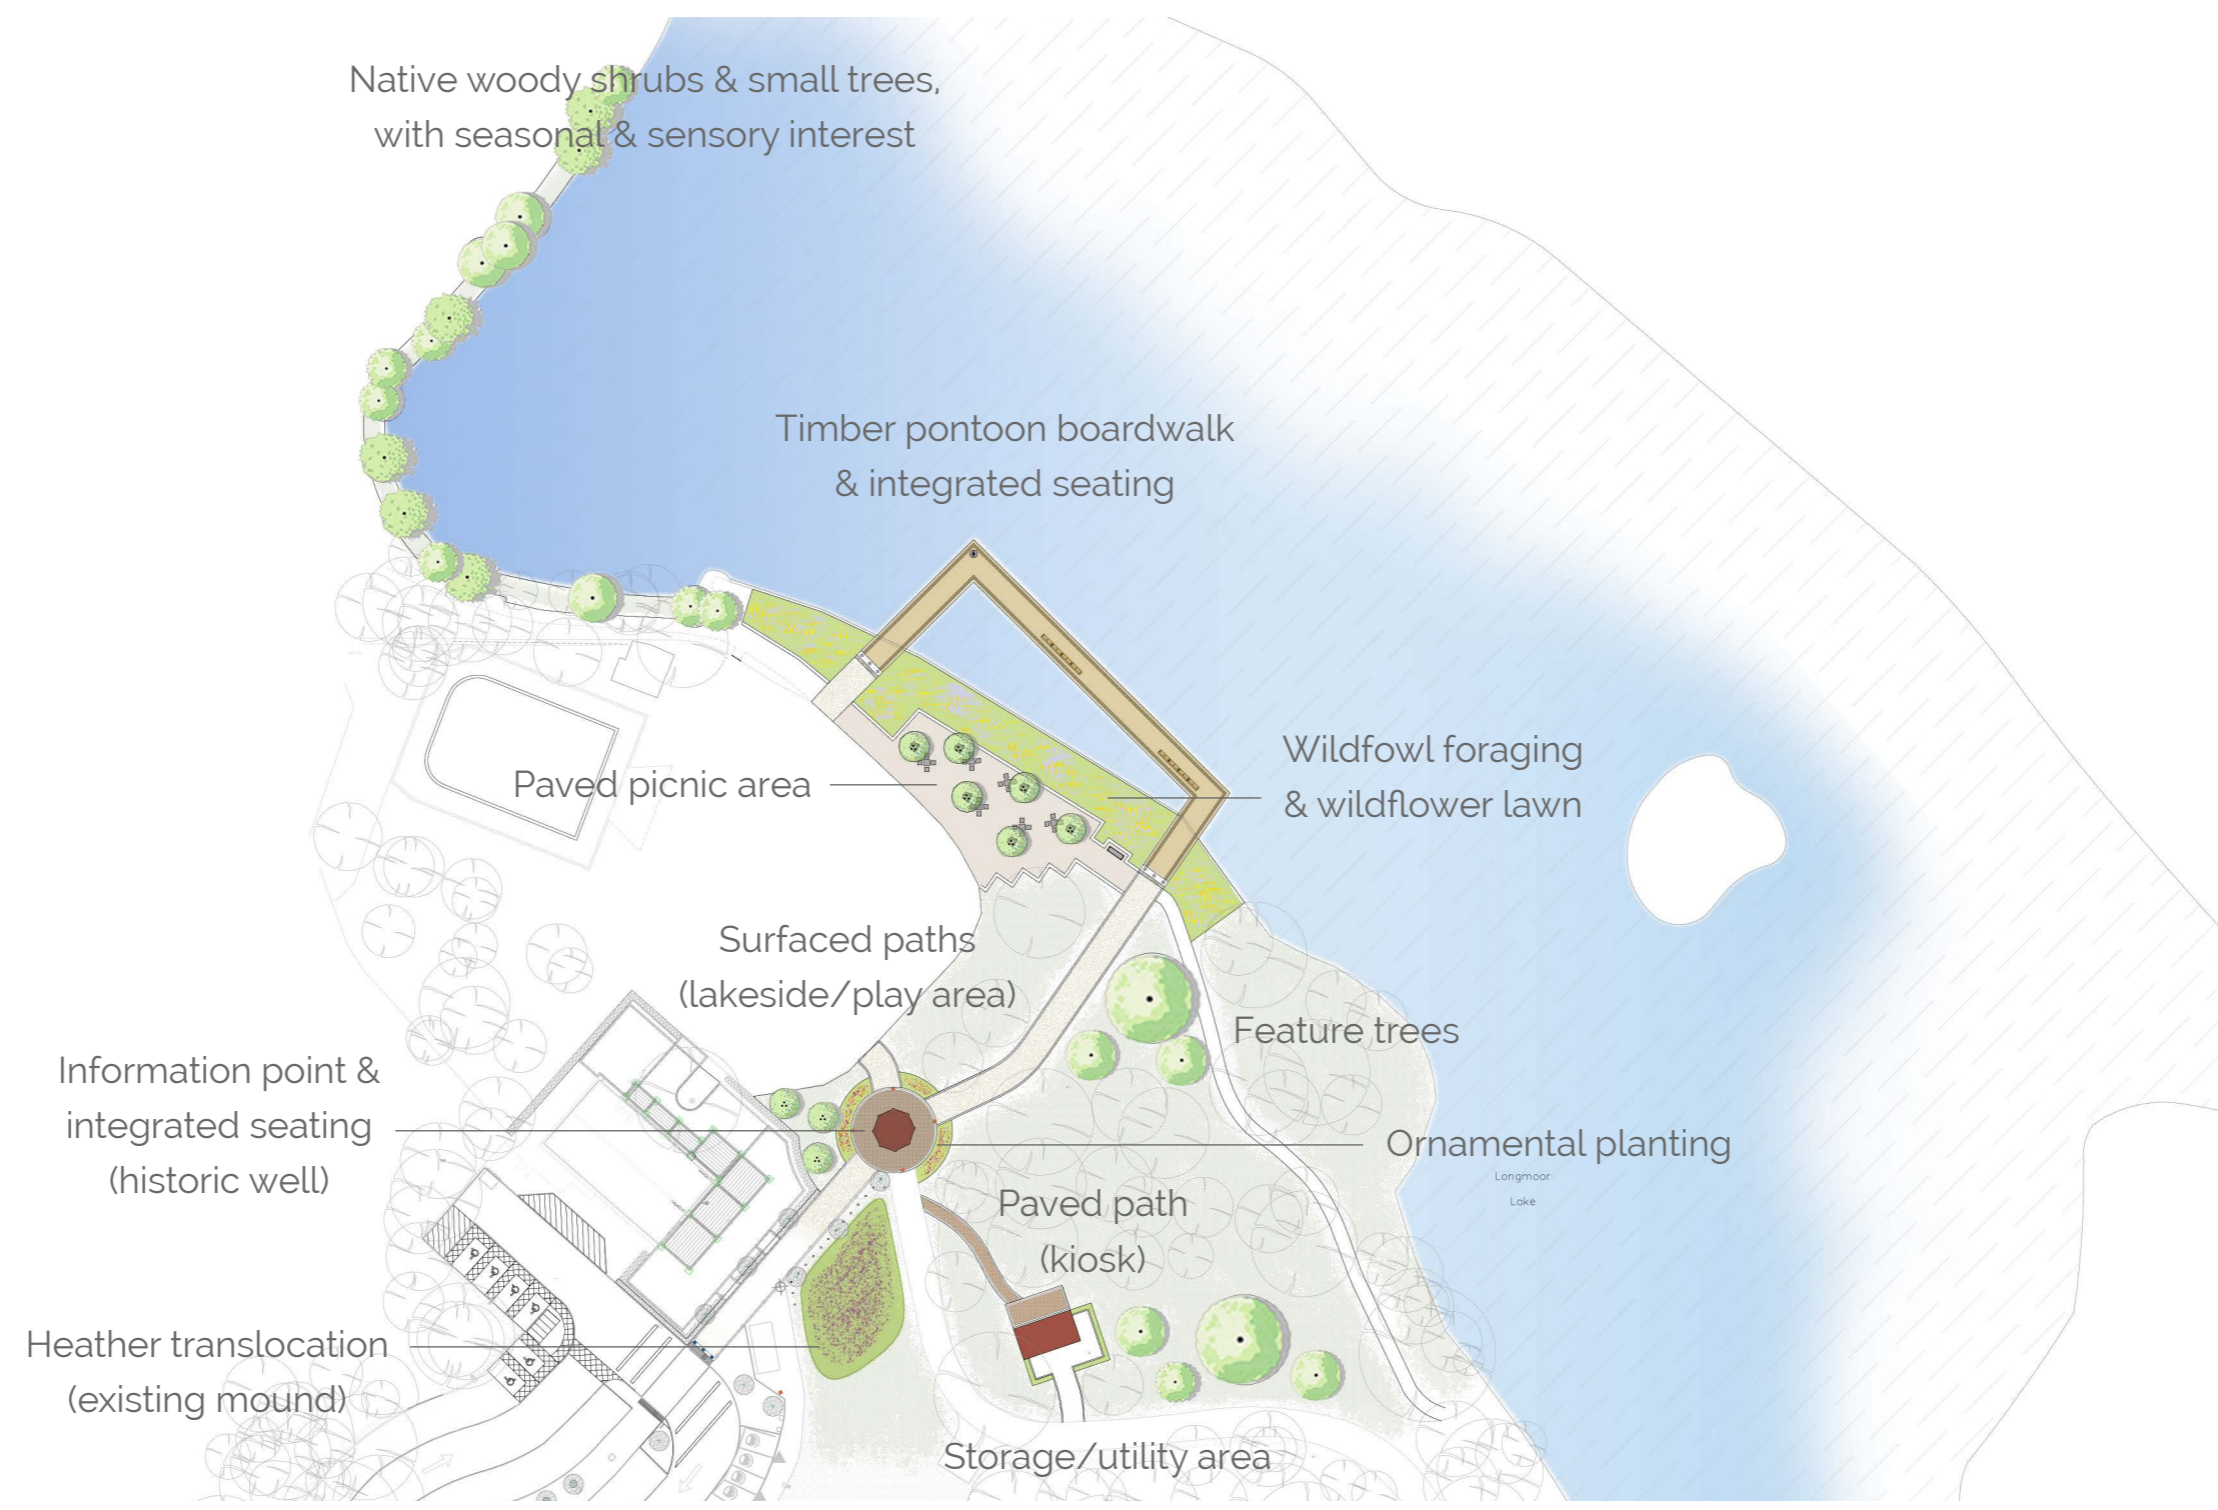 Native woody shrubs & small trees,
with seasonal & sensory interest
Timber pontoon boardwalk
& integrated seating
Wildfowl foraging
& wildflower lawn
Paved picnic area
Surfaced paths
(lakeside/play area)
Feature trees
Information point &
integrated seating
(historic well)
Ornamental planting
Longmoor
Lake
Paved path
(kiosk)
Heather translocation
(existing mound)
Storage/utility area